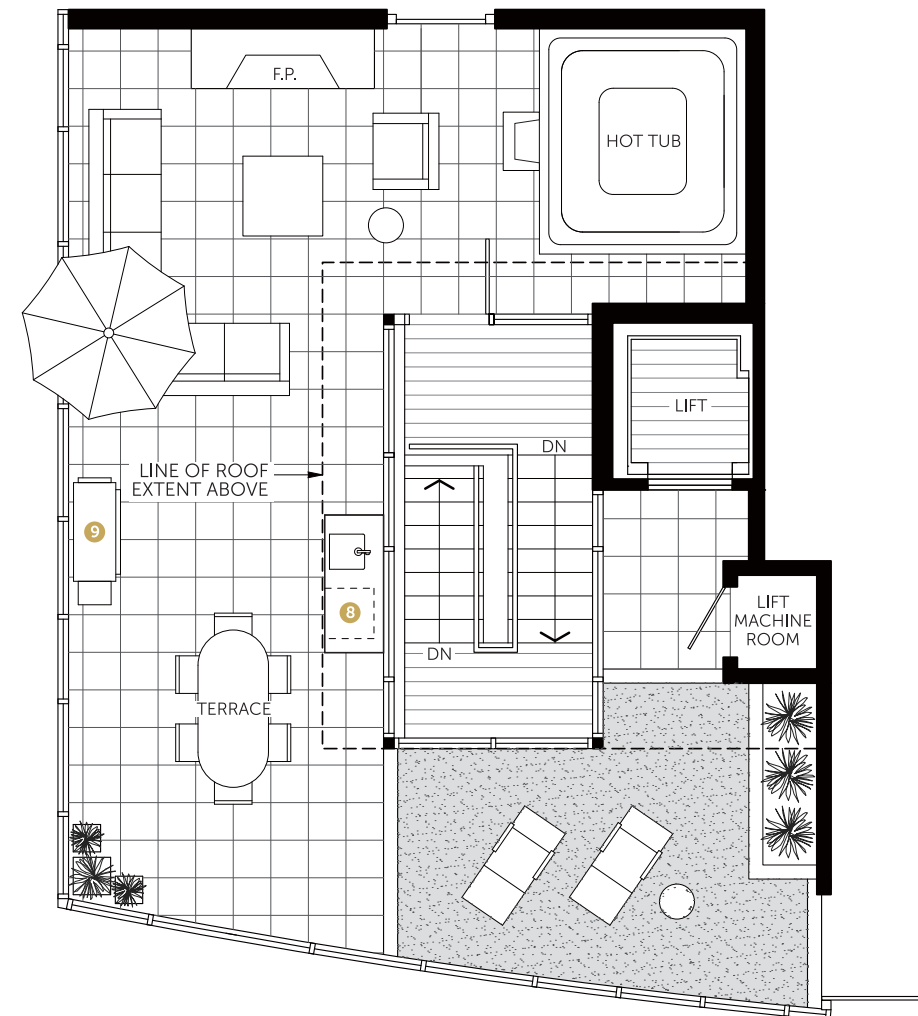 F.P.
HOT TUB
LIFT
DN
LINE OF ROOF
EXTENT ABOVE
9
8
LIFT
MACHINE
ROOM
DN
TERRACE